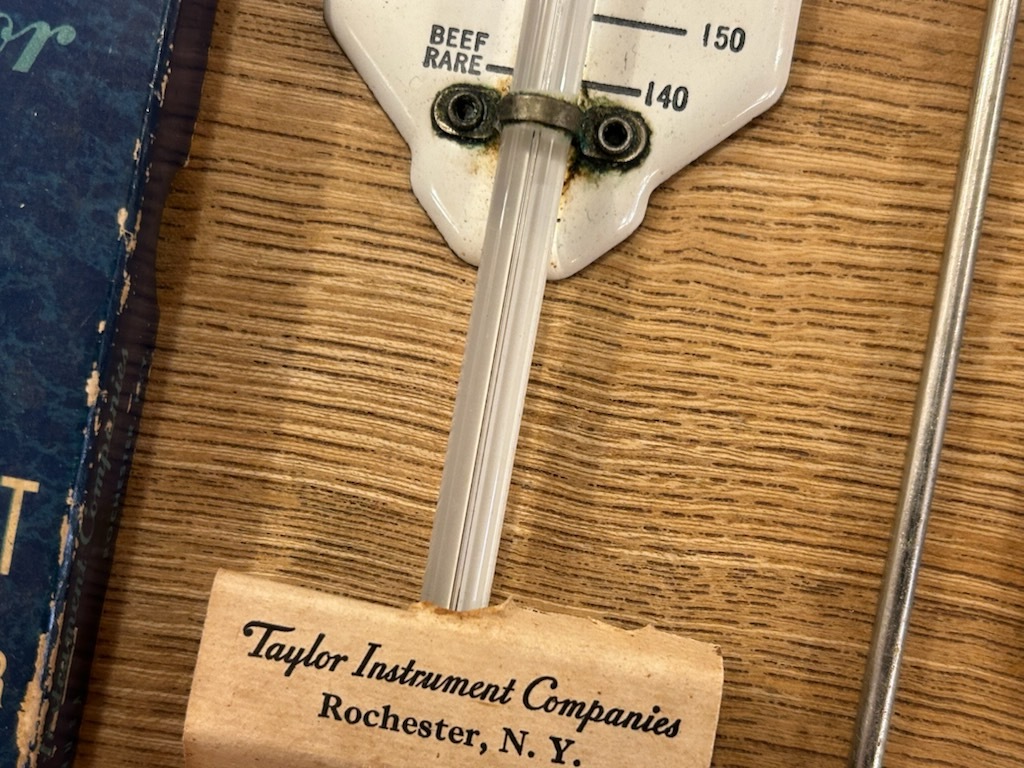 150
BEEF
RARE
140
Taylor Instrument Companies
Rochester, N. Y.